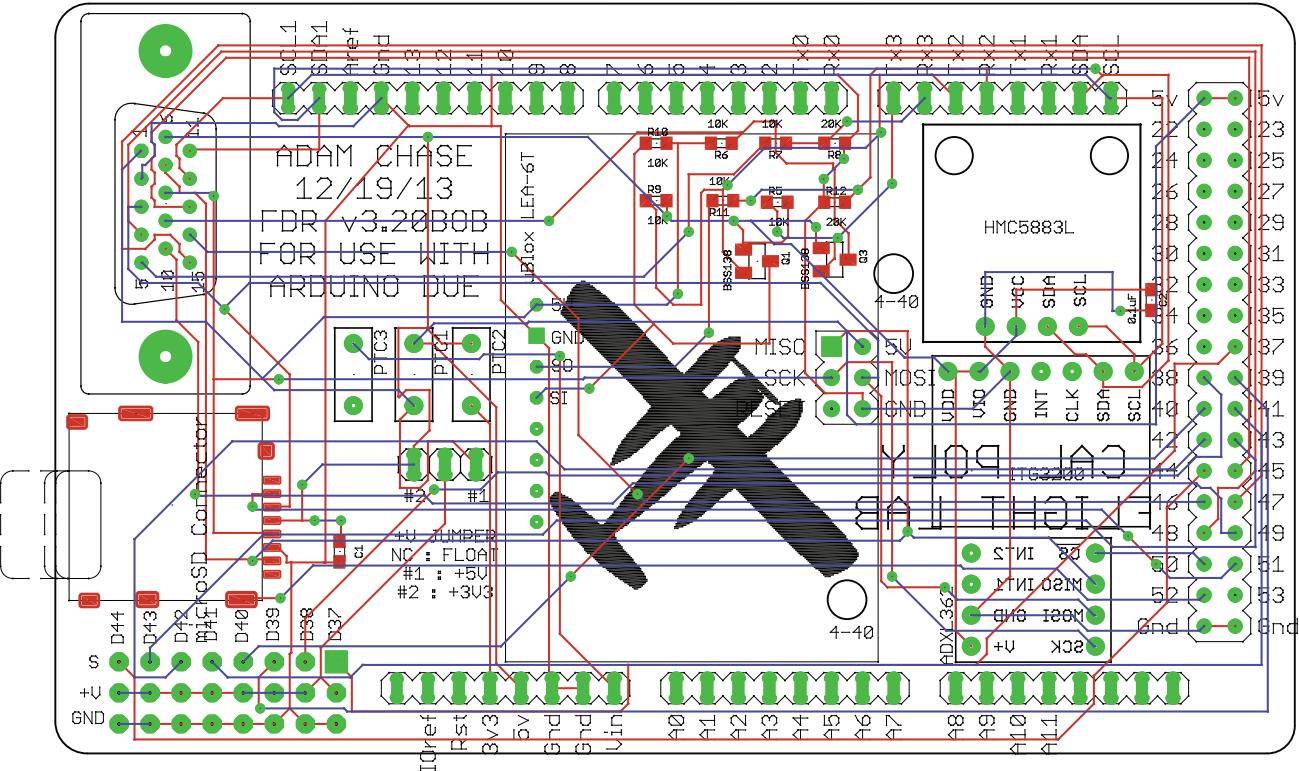 SCL1
SDA1
Aref
Gnd
13
12
11
10
9
8
7
6
5
4
3
2
TX0
RX0
TX3
RX3
TX2
RX2
TX1
RX1
SDA
SCL
5v 5v
22 23
24 25
26 27
28 29
30 31
32 33
34 35
36 37
38 39
40 41
42 43
44 45
46 47
48 49
50 51
52 53
Gnd Gnd
1
11
5
10
15
ADAM CHASE
12/19/13
FDR v3.20BOB
FOR USE WITH
ARDUINO DUE
uBlox LEA-6T
R10
10K
10K
R6
10K
R7
20K
R8
R9
10K
10K
R11
R5
10K
R12
20K
BSS138
Q1
BSS138
Q3
HMC5883L
4-40
GND
VCC
SDA
SCL
0.1uF
C2
PTC3
PTC1
PTC2
5V
GND
SO
SI
MISO 5V
SCK MOSI
RESET GND
VDD
VIO
GND
INT
CLK
SDA
SCL
ITG3200
CAL POLY
FLIGHT LAB
MicroSD Connector
#2 #1
+V JUMPER
NC : FLOAT
#1 : +5V
#2 : +3V3
C1
INT2 CS
INT1 MISO
GND MOSI
V+ SCK
ADXL362
4-40
D44
D43
D42
D41
D40
D39
D38
D37
S
+V
GND
IOref
Rst
3v3
5v
Gnd
Gnd
Vin
A0
A1
A2
A3
A4
A5
A6
A7
A8
A9
A10
A11